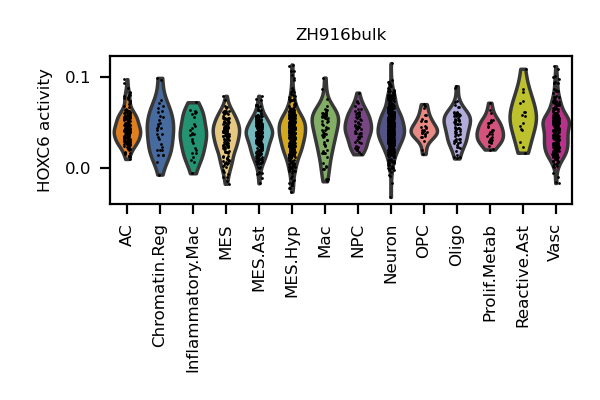 ZH916bulk
HOXC6 activity
0.1
0.0
AC
Chromatin.Reg
Inflammatory.Mac
MES
MES.Ast
MES.Hyp
Mac
NPC
Neuron
OPC
Oligo
Prolif.Metab
Reactive.Ast
Vasc